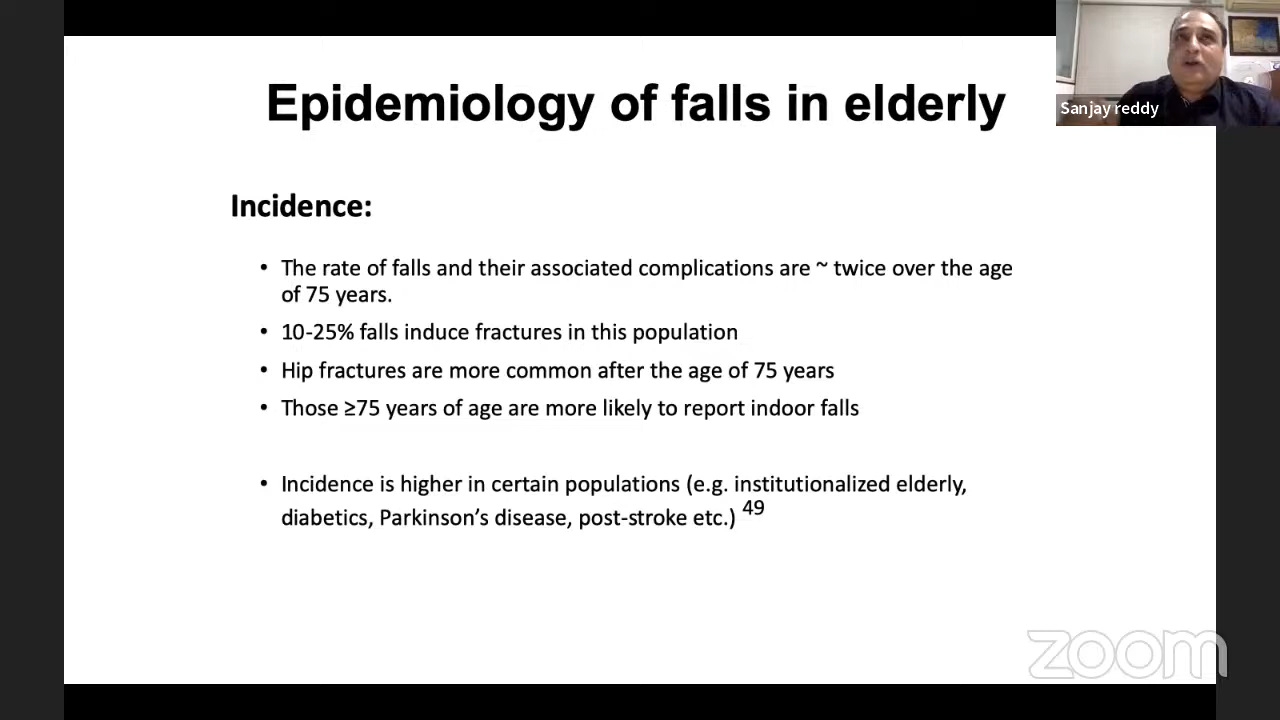 Epidemiology of falls in elderly
Sanjay reddy
Incidence:
• The rate of falls and their associated complications are ~ twice over the age
of 75 years.
• 10-25% falls induce fractures in this population
• Hip fractures are more common after the age of 75 years
• Those ≥75 years of age are more likely to report indoor falls
• Incidence is higher in certain populations (e.g. institutionalized elderly,
diabetics, Parkinson’s disease, post-stroke etc.) 49
zoom